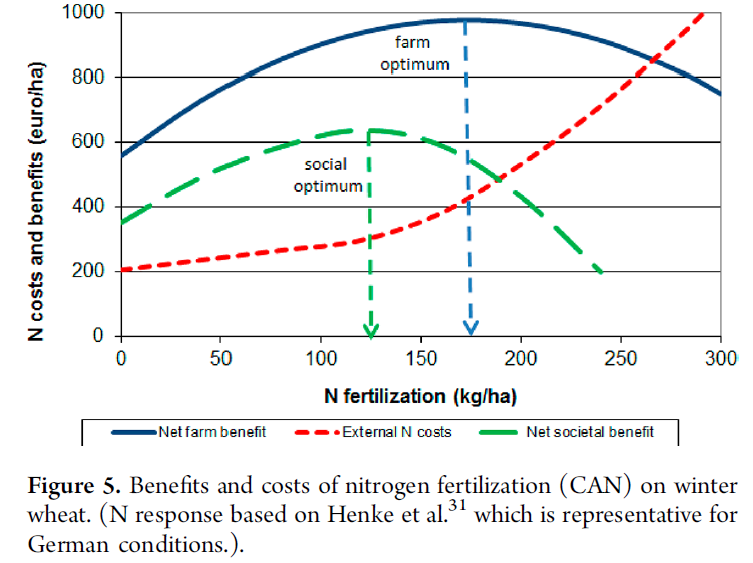 N costs and benefits (euro/ha)
1000
800
600
400
200
0
farm
optimum
social
optimum
0 50 100 150 200 250 300
N fertilization (kg/ha)
Net farm benefit External N costs Net societal benefit
Figure 5. Benefits and costs of nitrogen fertilization (CAN) on winter
wheat. (N response based on Henke et al.31 which is representative for
German conditions.).